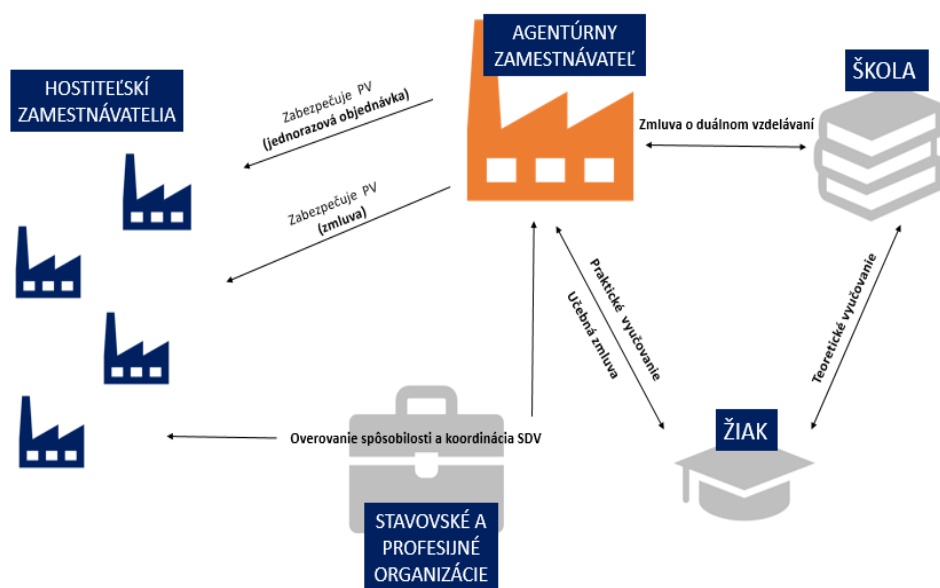 AGENTÚRNY
ZAMESTNÁVATEĽ
HOSTITEĽSKÍ
ZAMESTNÁVATELIA
ŠKOLA
Zabezpečuje PV
(jednorazová objednávka)
Zmluva o duálnom vzdelávaní
Zabezpečuje PV
(zmluva)
Praktické vyučovanie
Učebná zmluva
Teoretické vyučovanie
Overovanie spôsobilosti a koordinácia SDV
ŽIAK
STAVOVSKÉ A
PROFESIJNÉ
ORGANIZÁCIE